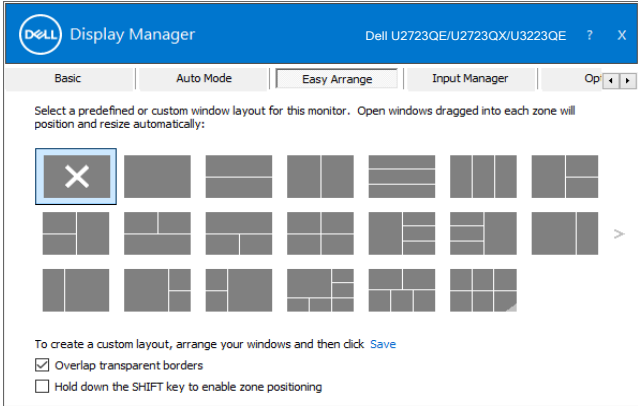 DELL Display Manager Dell U2723QE/U2723QX/U3223QE ? X
Basic Auto Mode Easy Arrange Input Manager Op
Select a predefined or custom window layout for this monitor. Open windows dragged into each zone will
position and resize automatically:
>
To create a custom layout, arrange your windows and then click Save
Overlap transparent borders
Hold down the SHIFT key to enable zone positioning